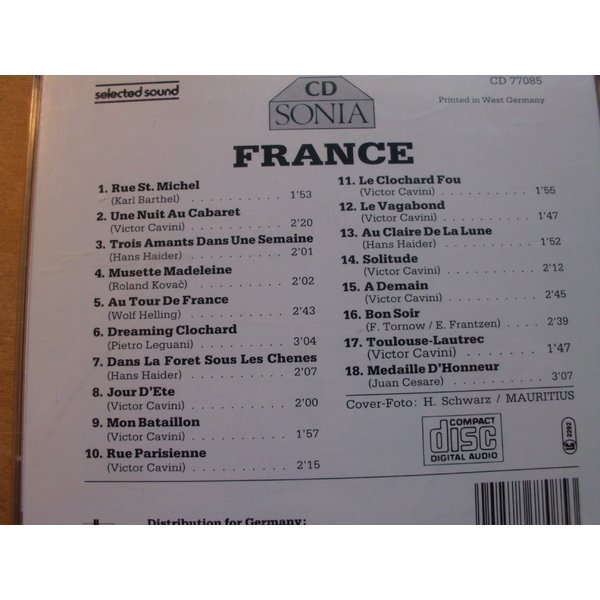 selected sound
CD
SONIA
CD 77085
Printed in West Germany
FRANCE
1. Rue St. Michel
(Karl Barthel) . . . . . . . . . . 1'53
2. Une Nuit Au Cabaret
(Victor Cavini) . . . . . . . . . . 2'20
3. Trois Amants Dans Une Semaine
(Hans Haider) . . . . . . . . . . 2'01
4. Musette Madeleine
(Roland Kovač) . . . . . . . . . . 2'02
5. Au Tour De France
(Wolf Helling) . . . . . . . . . . 2'43
6. Dreaming Clochard
(Pietro Leguani) . . . . . . . . . . 3'04
7. Dans La Foret Sous Les Chenes
(Hans Haider) . . . . . . . . . . 2'07
8. Jour D'Ete
(Victor Cavini) . . . . . . . . . . 2'00
9. Mon Bataillon
(Victor Cavini) . . . . . . . . . . 1'57
10. Rue Parisienne
(Victor Cavini) . . . . . . . . . . 2'15
11. Le Clochard Fou
(Victor Cavini) . . . . . . . . . . 1'55
12. Le Vagabond
(Victor Cavini) . . . . . . . . . . 1'47
13. Au Claire De La Lune
(Hans Haider) . . . . . . . . . . 1'52
14. Solitude
(Victor Cavini) . . . . . . . . . . 2'12
15. A Demain
(Victor Cavini) . . . . . . . . . . 2'45
16. Bon Soir
(F. Tornow / E. Frantzen) . . . . 2'39
17. Toulouse-Lautrec
(Victor Cavini) . . . . . . . . . . 1'47
18. Medaille D'Honneur
(Juan Cesare) . . . . . . . . . . 3'07
Cover-Foto: H. Schwarz / MAURITIUS
COMPACT
disc
DIGITAL AUDIO
LC
2292
Distribution for Germany: